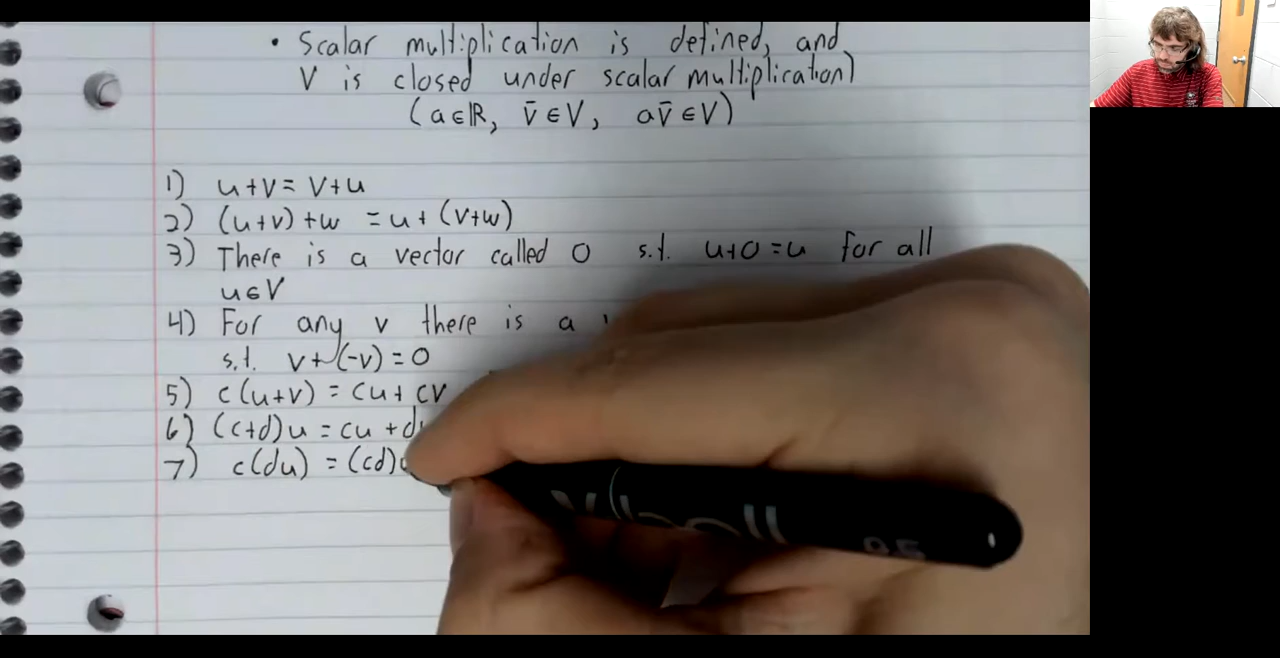 • Scalar multiplication is defined, and
V is closed under scalar multiplication)
(a∈ℝ, v̄∈V, av̄∈V)
1) u+v= v+u
2) (u+v)+w = u+(v+w)
3) There is a vector called 0 s.t. u+0=u for all
u∈V
4) For any v there is a
s.t. v+(-v)=0
5) c(u+v) = cu+cv
6) (c+d)u = cu+du
7) c(du) = (cd)